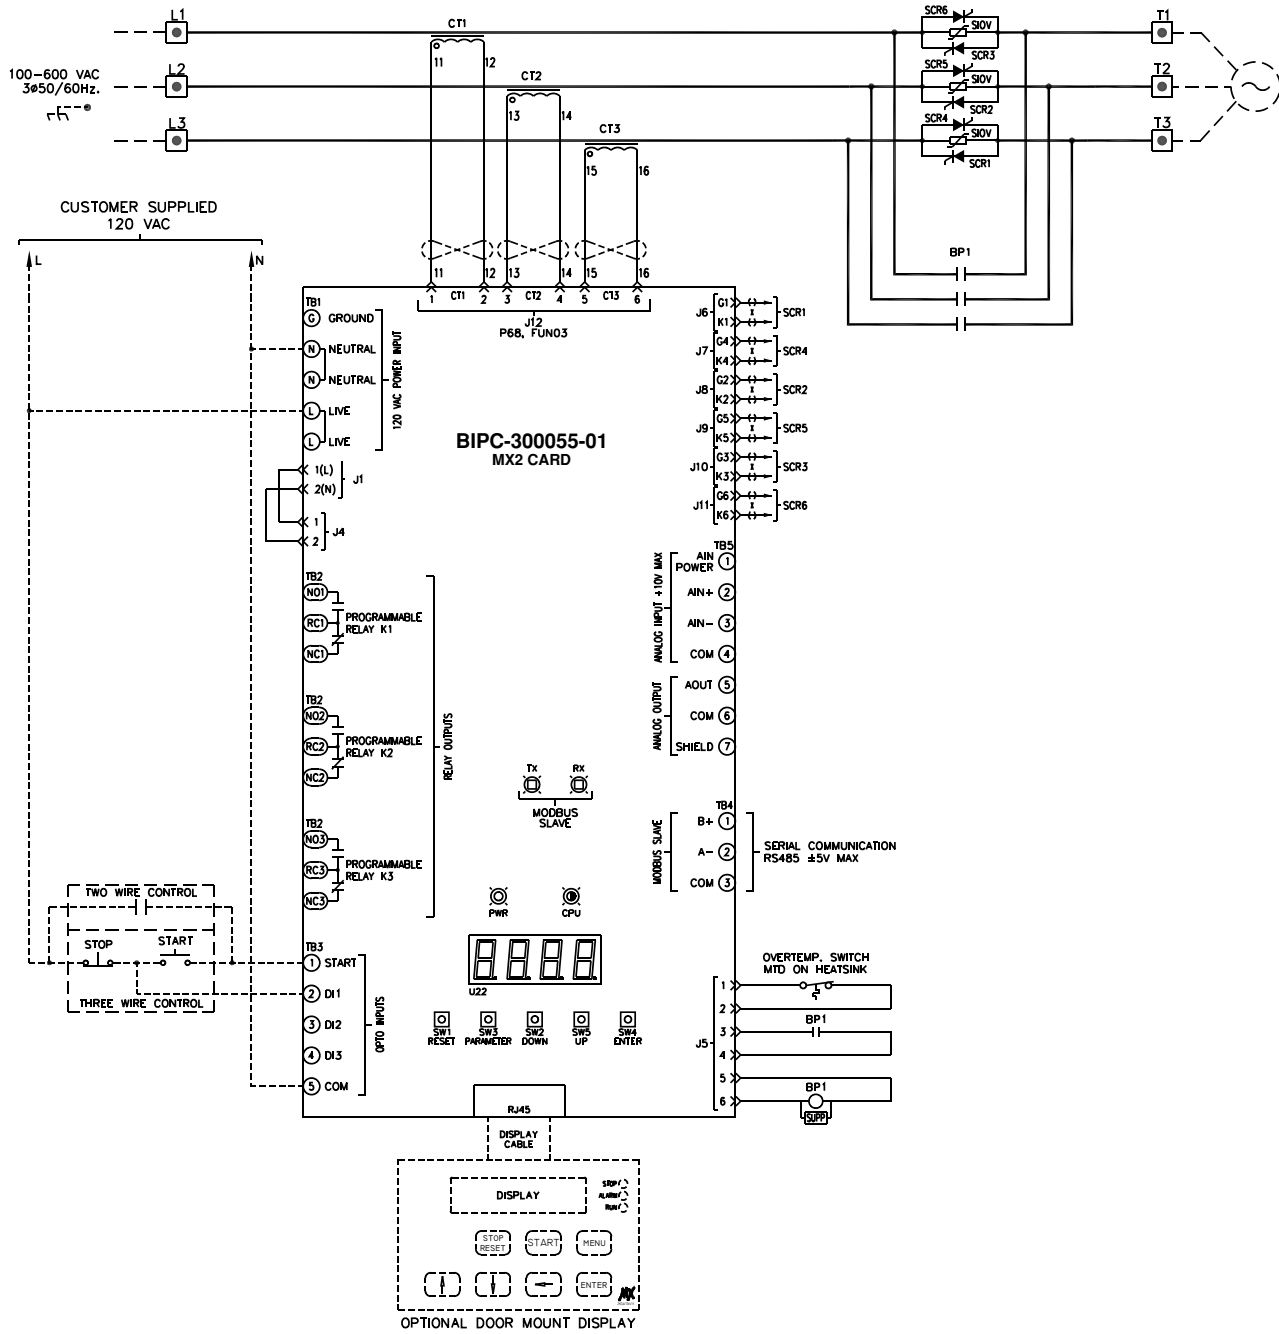 L1
CT1
11
12
SCR6
SIOV
SCR3
T1
100-600 VAC
3ø50/60Hz.
L2
CT2
13
14
SCR5
SIOV
SCR2
T2
L3
CT3
15
16
SCR4
SIOV
SCR1
T3
CUSTOMER SUPPLIED
120 VAC
L
N
11
12
13
14
15
16
BP1
1
CT1
2
3
CT2
4
5
CT3
6
J12
P68, FUN03
TB1
G GROUND
N NEUTRAL
N NEUTRAL
L LIVE
L LIVE
120 VAC POWER INPUT
1(L)
2(N)
J1
1
2
J4
BIPC-300055-01
MX2 CARD
J6
G1
K1
SCR1
J7
G4
K4
SCR4
J8
G2
K2
SCR2
J9
G5
K5
SCR5
J10
G3
K3
SCR3
J11
G6
K6
SCR6
TB2
NO1
RC1
NC1
PROGRAMMABLE
RELAY K1
TB2
NO2
RC2
NC2
PROGRAMMABLE
RELAY K2
TB2
NO3
RC3
NC3
PROGRAMMABLE
RELAY K3
RELAY OUTPUTS
TB5
AIN
POWER 1
AIN+ 2
AIN- 3
COM 4
ANALOG INPUT +10V MAX
AOUT 5
COM 6
SHIELD 7
ANALOG OUTPUT
Tx
Rx
MODBUS
SLAVE
TB4
B+ 1
A- 2
COM 3
MODBUS SLAVE
SERIAL COMMUNICATION
RS485 ±5V MAX
PWR
CPU
8.8.8.8
U22
TWO WIRE CONTROL
STOP
START
THREE WIRE CONTROL
TB3
1 START
2 DI1
3 DI2
4 DI3
5 COM
OPTO INPUTS
SW1
RESET
SW3
PARAMETER
SW2
DOWN
SW5
UP
SW4
ENTER
OVERTEMP. SWITCH
MTD ON HEATSINK
J5
1
2
3
4
5
6
BP1
BP1
SUPP
RJ45
DISPLAY
CABLE
DISPLAY
STOP
ALARM
RUN
STOP
RESET
START
MENU
ENTER
MX
OPTIONAL DOOR MOUNT DISPLAY